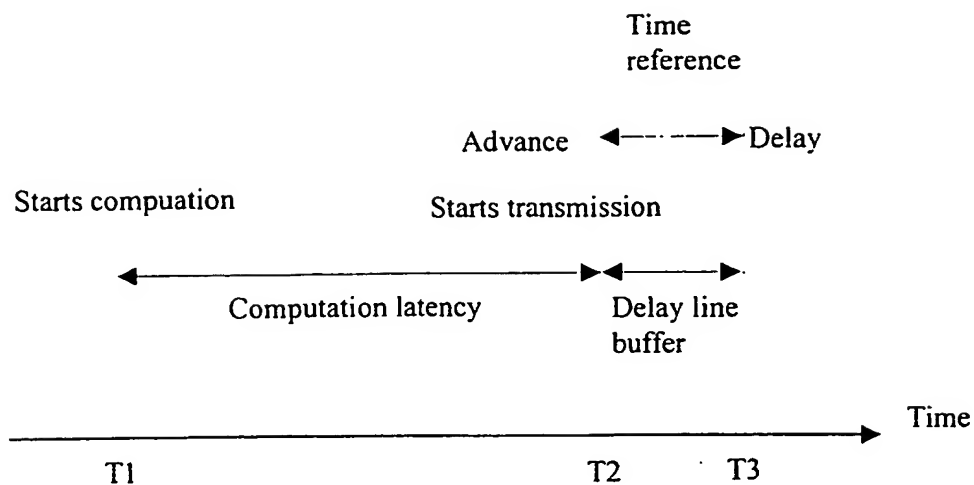 Time
reference
Advance
Delay
Starts compuation
Starts transmission
Computation latency
Delay line
buffer
Time
T1
T2
T3